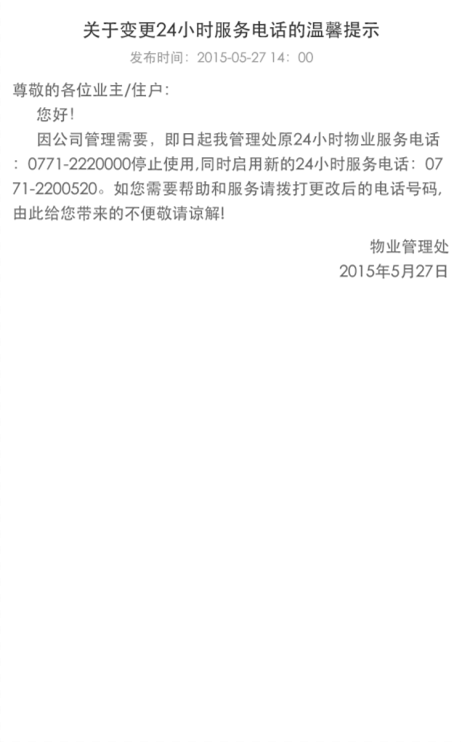 关于变更24小时服务电话的温馨提示
发布时间：2015-05-27 14：00
尊敬的各位业主/住户：
您好！
因公司管理需要，即日起我管理处原24小时物业服务电话
：0771-2220000停止使用,同时启用新的24小时服务电话：07
71-2200520。如您需要帮助和服务请拨打更改后的电话号码,
由此给您带来的不便敬请谅解!
物业管理处
2015年5月27日